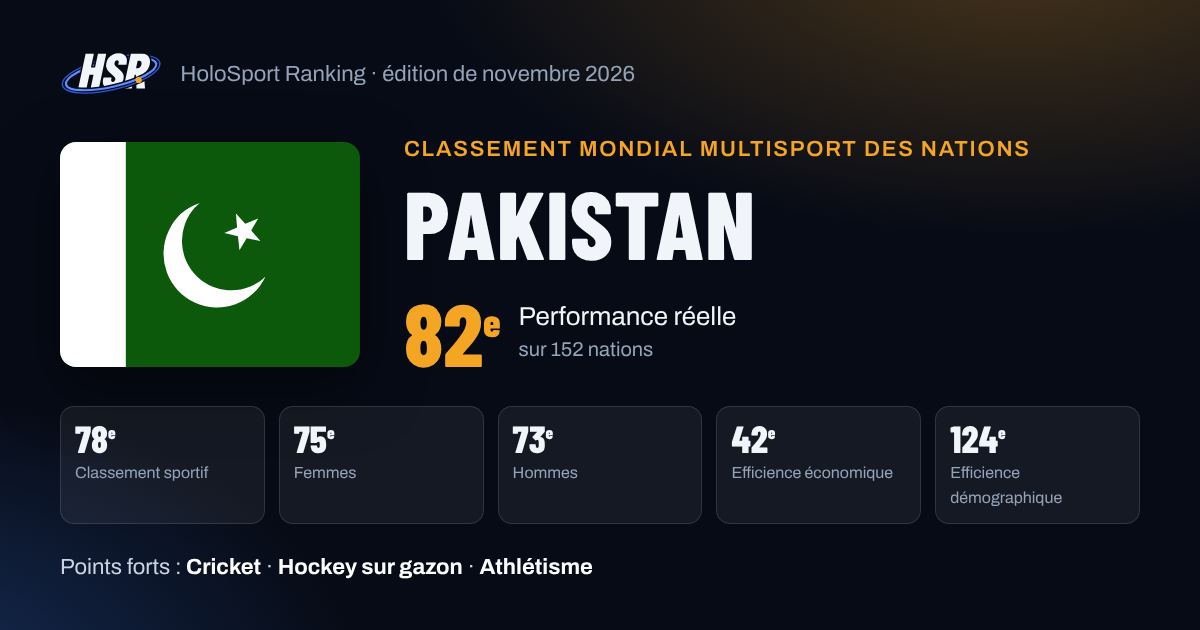 HSR
HoloSport Ranking · édition de novembre 2026
CLASSEMENT MONDIAL MULTISPORT DES NATIONS
PAKISTAN
82e
Performance réelle
sur 152 nations
78e
Classement sportif
75e
Femmes
73e
Hommes
42e
Efficience économique
124e
Efficience
démographique
Points forts : Cricket · Hockey sur gazon · Athlétisme